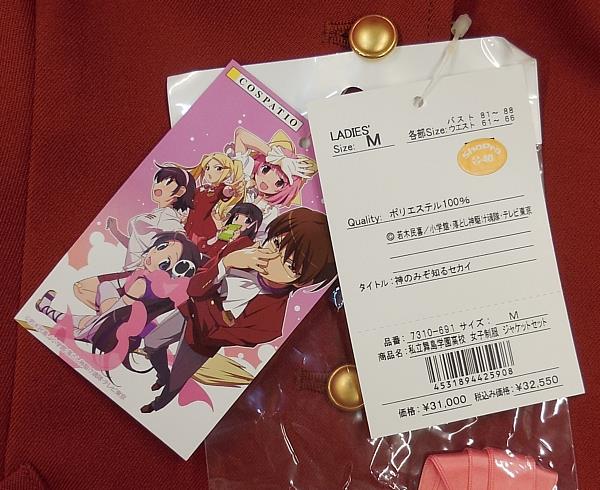 COSPATIO
LADIES'
Size: M
各部Size: バスト 81～ 88
ウエスト 61～ 66
ShoPro
Quality: ポリエステル100%
© 若木民喜／小学館・落とし神駆け魂隊・テレビ東京
タイトル：神のみぞ知るセカイ
品番： 7310-691 サイズ： M
商品名：私立舞島学園高校 女子制服 ジャケットセット
4531894425908
価格：¥31,000 税込み価格：¥32,550